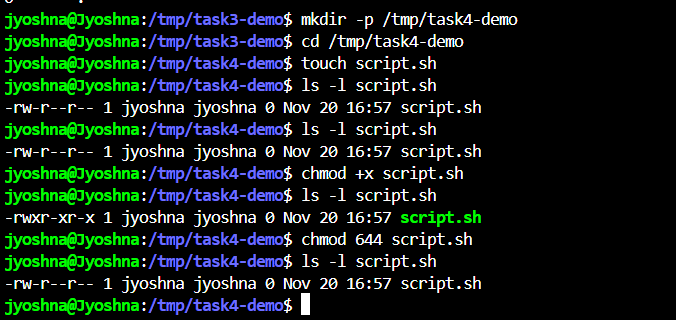 jyoshna@Jyoshna:/tmp/task3-demo$ mkdir -p /tmp/task4-demo
jyoshna@Jyoshna:/tmp/task3-demo$ cd /tmp/task4-demo
jyoshna@Jyoshna:/tmp/task4-demo$ touch script.sh
jyoshna@Jyoshna:/tmp/task4-demo$ ls -l script.sh
-rw-r--r-- 1 jyoshna jyoshna 0 Nov 20 16:57 script.sh
jyoshna@Jyoshna:/tmp/task4-demo$ ls -l script.sh
-rw-r--r-- 1 jyoshna jyoshna 0 Nov 20 16:57 script.sh
jyoshna@Jyoshna:/tmp/task4-demo$ chmod +x script.sh
jyoshna@Jyoshna:/tmp/task4-demo$ ls -l script.sh
-rwxr-xr-x 1 jyoshna jyoshna 0 Nov 20 16:57 script.sh
jyoshna@Jyoshna:/tmp/task4-demo$ chmod 644 script.sh
jyoshna@Jyoshna:/tmp/task4-demo$ ls -l script.sh
-rw-r--r-- 1 jyoshna jyoshna 0 Nov 20 16:57 script.sh
jyoshna@Jyoshna:/tmp/task4-demo$